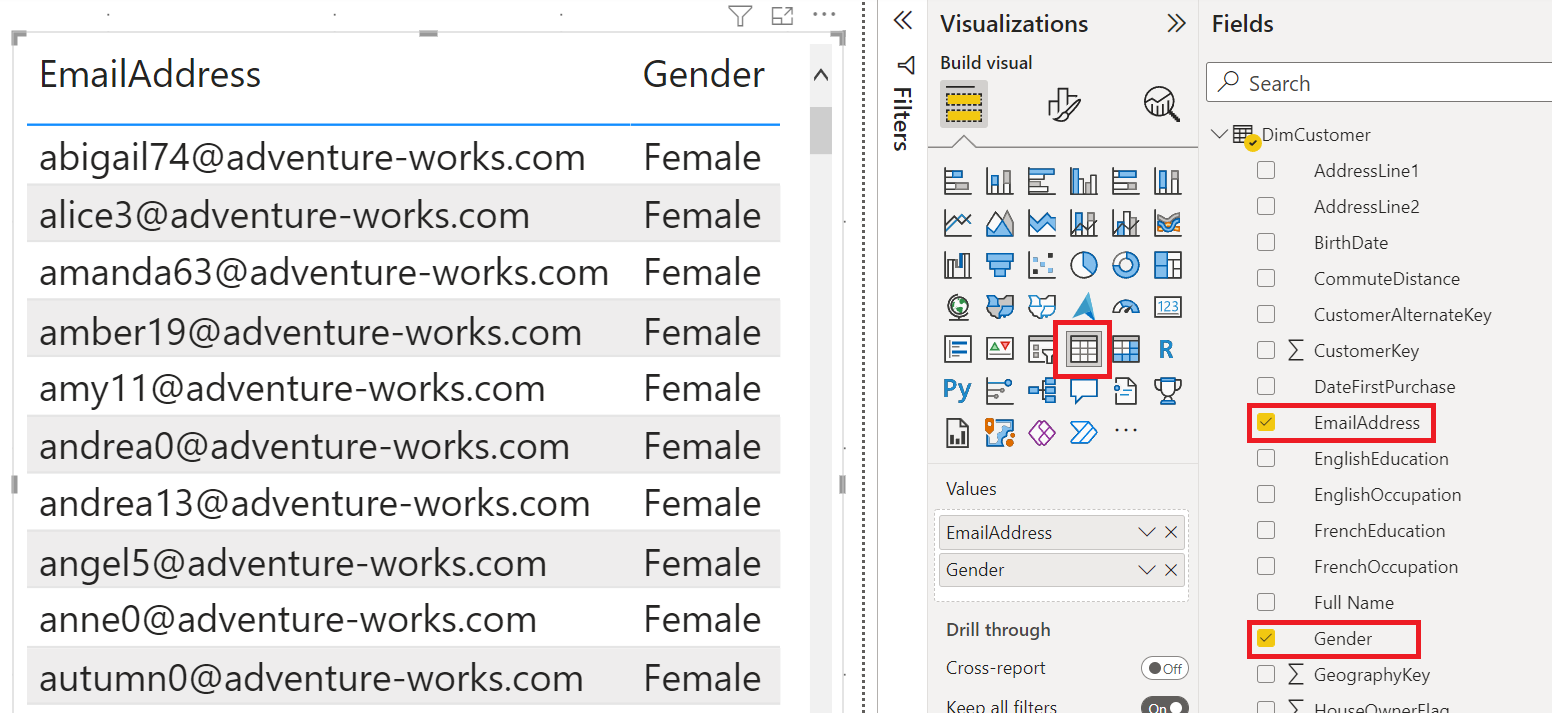 EmailAddress Gender
abigail74@adventure-works.com Female
alice3@adventure-works.com Female
amanda63@adventure-works.com Female
amber19@adventure-works.com Female
amy11@adventure-works.com Female
andrea0@adventure-works.com Female
andrea13@adventure-works.com Female
angel5@adventure-works.com Female
anne0@adventure-works.com Female
autumn0@adventure-works.com Female
Filters
Visualizations
Build visual
123
R
Py
Values
EmailAddress
Gender
Drill through
Cross-report Off
Keep all filters On
Fields
Search
DimCustomer
AddressLine1
AddressLine2
BirthDate
CommuteDistance
CustomerAlternateKey
∑ CustomerKey
DateFirstPurchase
EmailAddress
EnglishEducation
EnglishOccupation
FrenchEducation
FrenchOccupation
Full Name
Gender
∑ GeographyKey
∑ HouseOwnerFlag